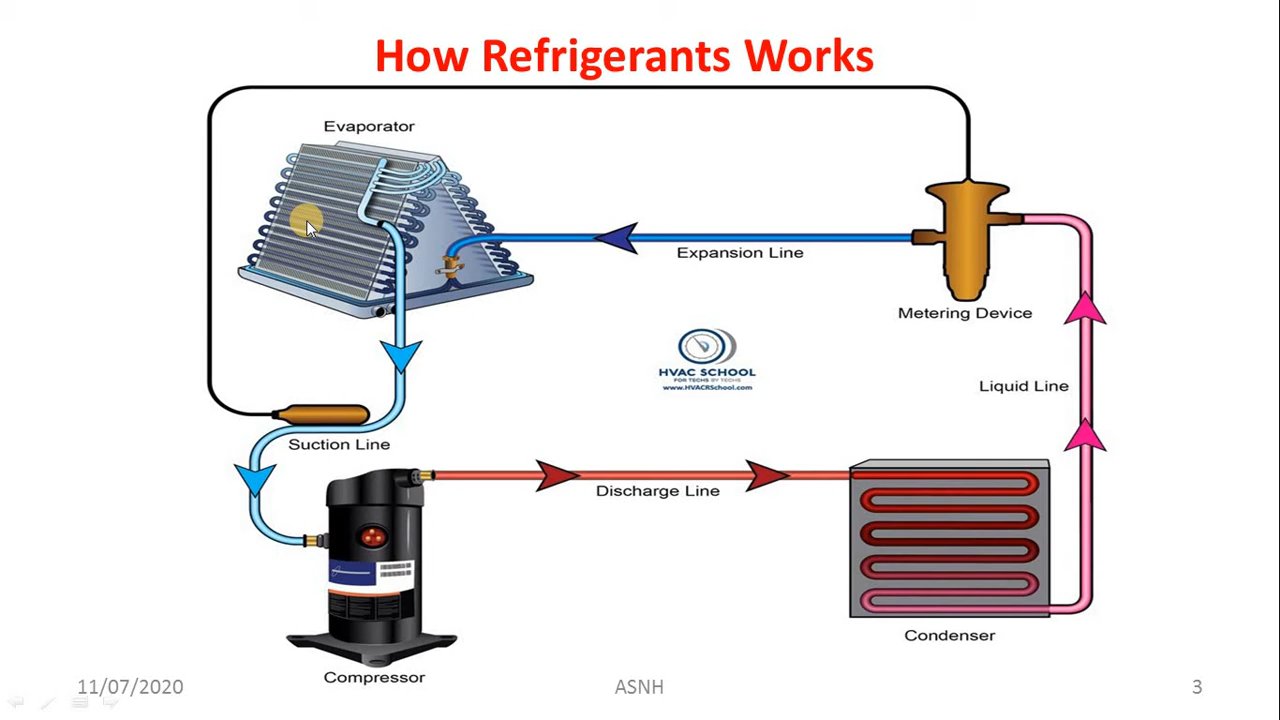 How Refrigerants Works
Evaporator
Expansion Line
Metering Device
HVAC SCHOOL
FOR TECHS BY TECHS
www.HVACRSchool.com
Liquid Line
Suction Line
Discharge Line
Condenser
Compressor
11/07/2020
ASNH
3